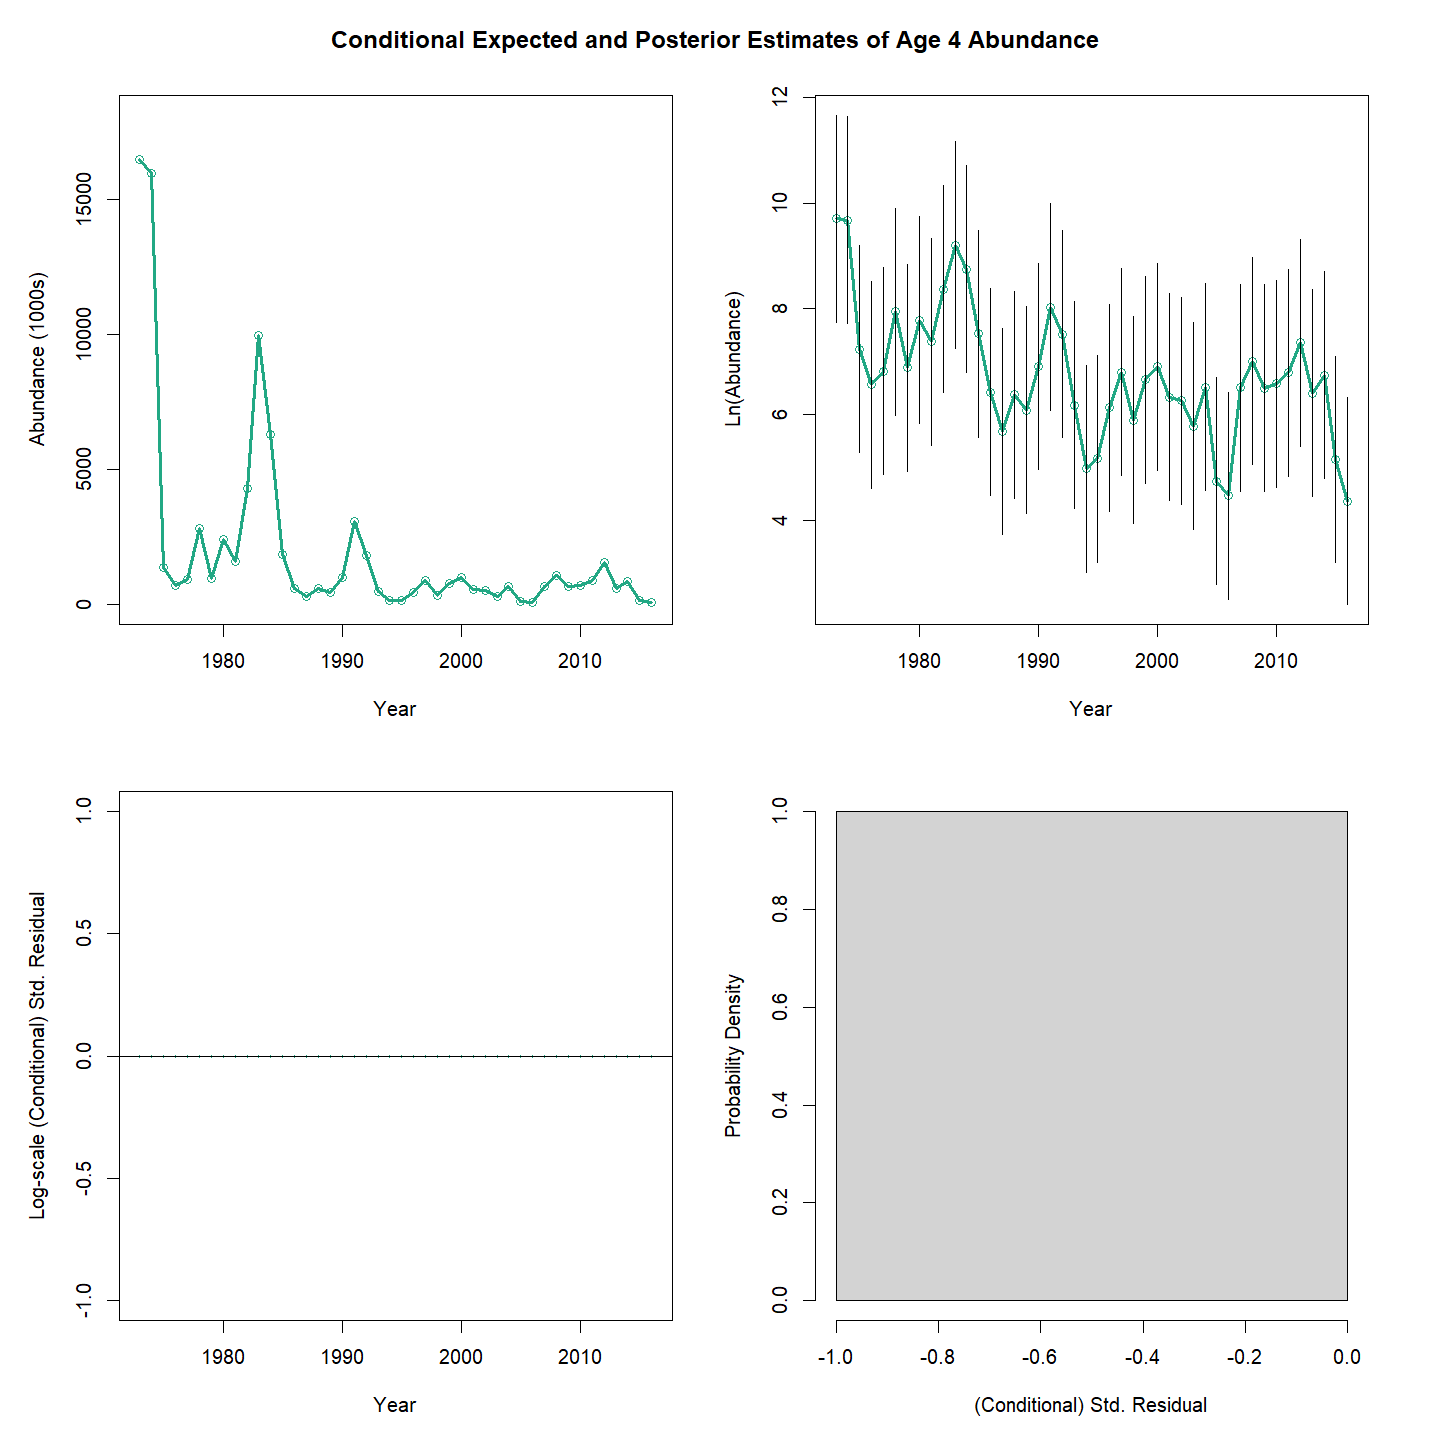 Conditional Expected and Posterior Estimates of Age 4 Abundance
Abundance (1000s)
15000
10000
5000
0
1980 1990 2000 2010
Year
Ln(Abundance)
12
10
8
6
4
1980 1990 2000 2010
Year
Log-scale (Conditional) Std. Residual
1.0
0.5
0.0
-0.5
-1.0
1980 1990 2000 2010
Year
Probability Density
1.0
0.8
0.6
0.4
0.2
0.0
-1.0 -0.8 -0.6 -0.4 -0.2 0.0
(Conditional) Std. Residual